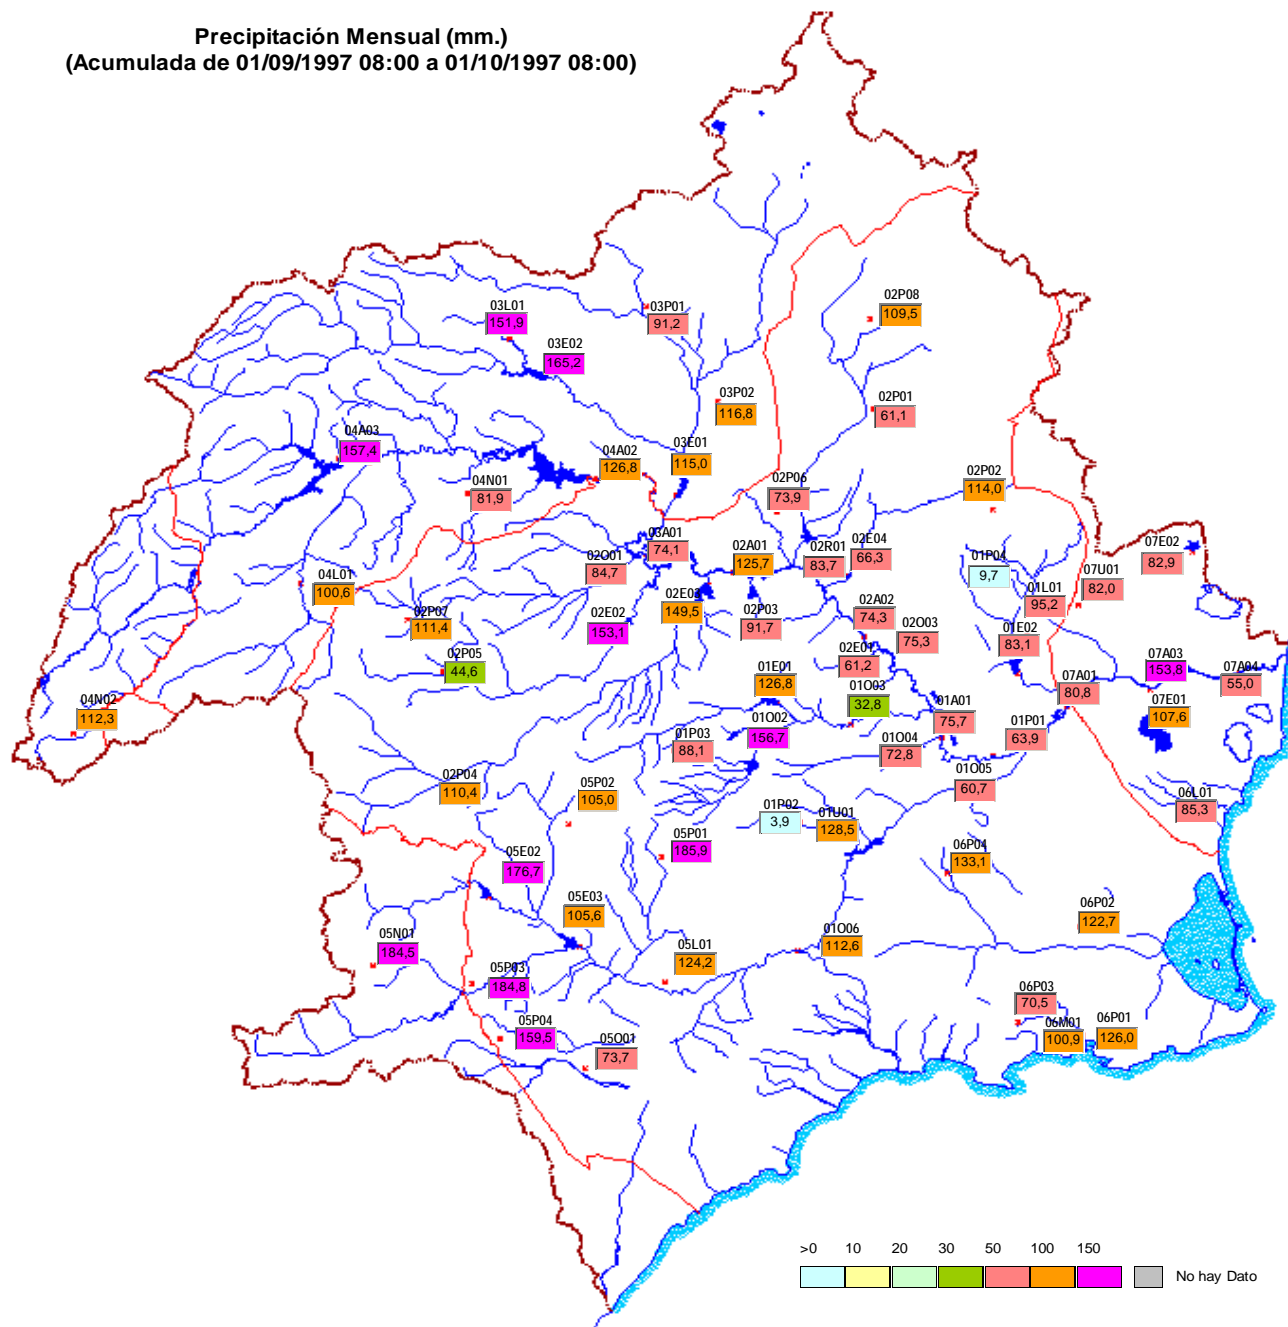 Precipitación Mensual (mm.)
(Acumulada de 01/09/1997 08:00 a 01/10/1997 08:00)
03L01
151,9
03P01
91,2
02P08
109,5
03E02
165,2
03P02
116,8
02P01
61,1
04A03
157,4
04A02
126,8
03E01
115,0
04N01
81,9
02P06
73,9
02P02
114,0
03A01
74,1
02O01
84,7
02A01
125,7
02R01
83,7
02E04
66,3
01P04
9,7
07E02
82,9
07U01
82,0
04L01
100,6
01L01
95,2
02P07
111,4
02E02
153,1
02E03
149,5
02P03
91,7
02A02
74,3
02O03
75,3
01E02
83,1
02P05
44,6
01E01
126,8
02E01
61,2
07A03
153,8
07A04
55,0
01O03
32,8
07A01
80,8
04N02
112,3
07E01
107,6
01A01
75,7
01P01
63,9
01O02
156,7
01P03
88,1
01O04
72,8
02P04
110,4
05P02
105,0
01O05
60,7
06L01
85,3
01P02
3,9
01U01
128,5
05P01
185,9
06P04
133,1
05E02
176,7
05E03
105,6
06P02
122,7
05N01
184,5
05L01
124,2
01O06
112,6
05P03
184,8
06P03
70,5
05P04
159,5
05O01
73,7
06M01
100,9
06P01
126,0
>0 10 20 30 50 100 150
No hay Dato